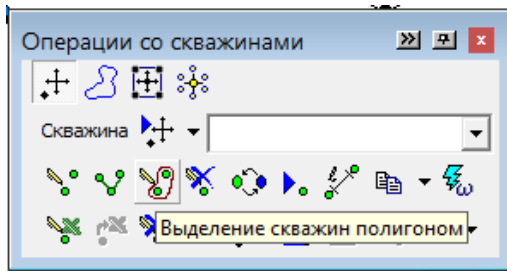 Операции со скважинами
Скважина
Выделение скважин полигоном